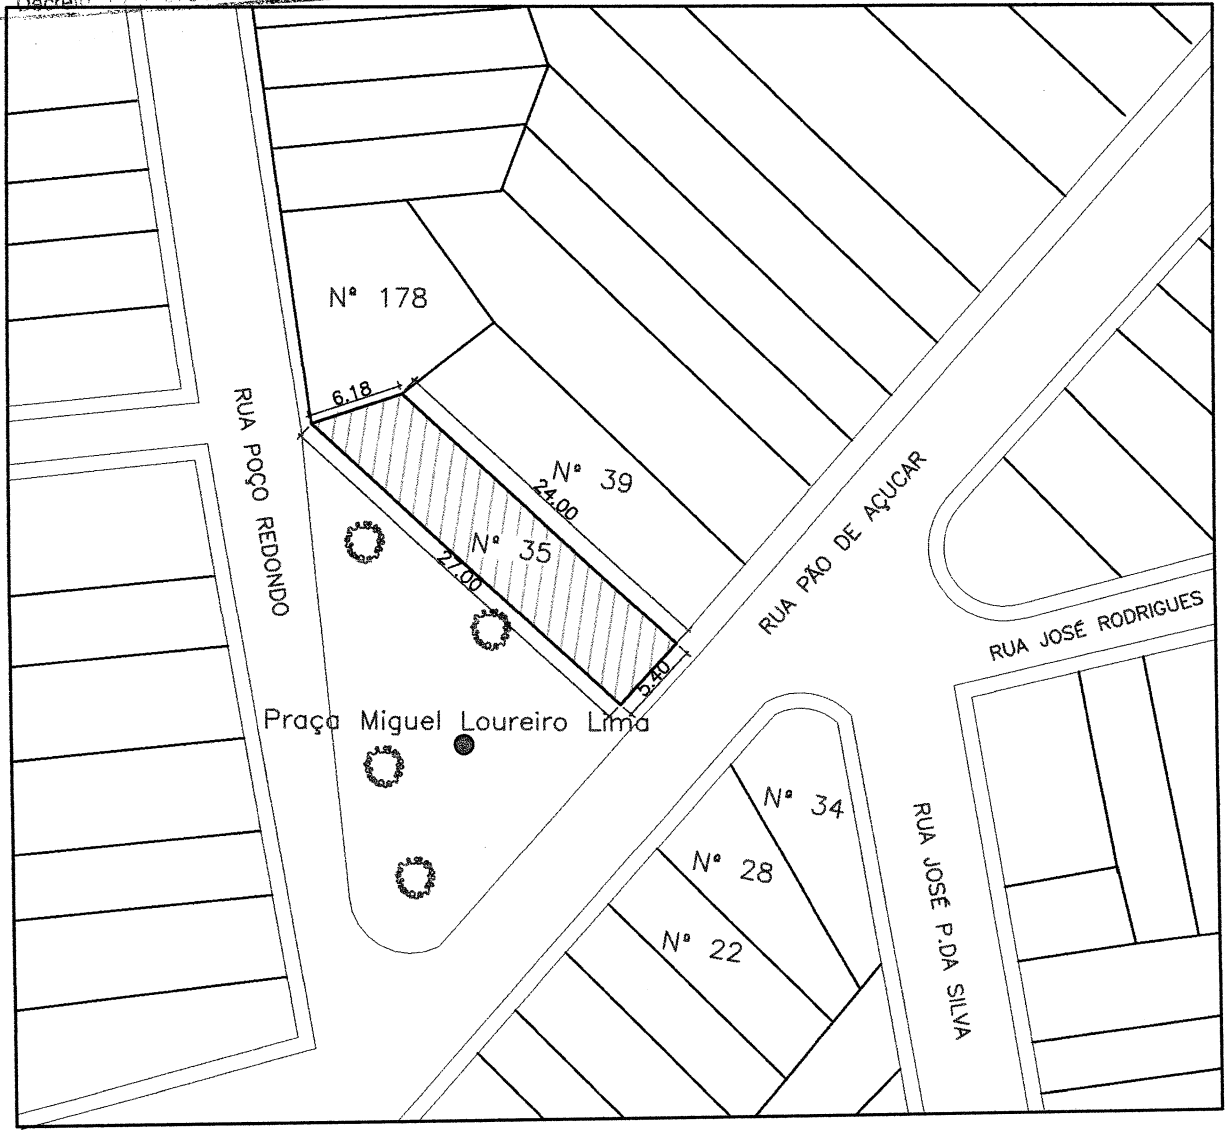 Nº 178
6.18
RUA POÇO REDONDO
Nº 39
24.00
Nº 35
27.00
5.40
RUA PÃO DE AÇUCAR
RUA JOSÉ RODRIGUES
Praça Miguel Loureiro Lima
Nº 34
Nº 28
Nº 22
RUA JOSÉ P.DA SILVA